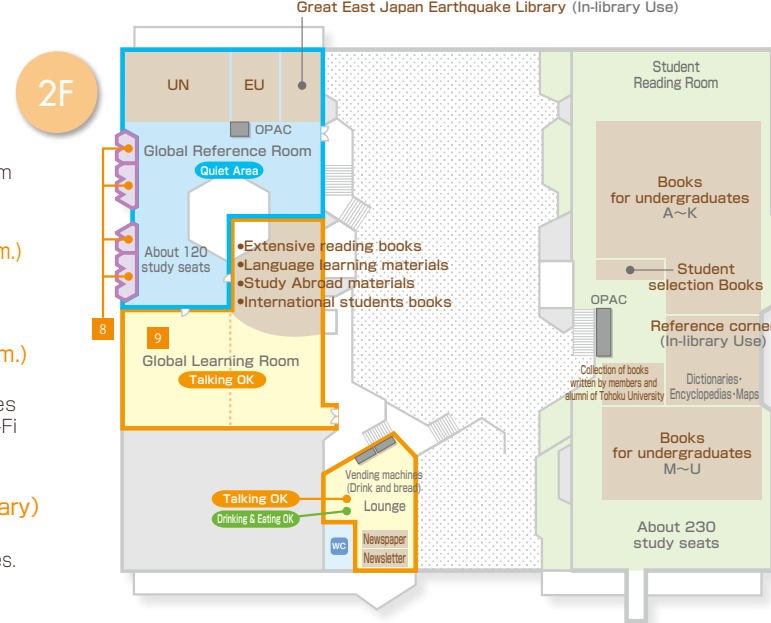 Great East Japan Earthquake Library (In-library Use)
2F
UN
EU
OPAC
Global Reference Room
Quiet Area
About 120
study seats
•Extensive reading books
•Language learning materials
•Study Abroad materials
•International students books
8
9
Global Learning Room
Talking OK
m
m.)
m.)
es
-Fi
ary)
es.
Vending machines
(Drink and bread)
Talking OK
Drinking & Eating OK
Lounge
WC
Newspaper
Newsletter
Student
Reading Room
Books
for undergraduates
A~K
Student
selection Books
OPAC
Reference corner
(In-library Use)
Collection of books
written by members and
alumni of Tohoku University
Dictionaries・
Encyclopedias・Maps
Books
for undergraduates
M~U
About 230
study seats